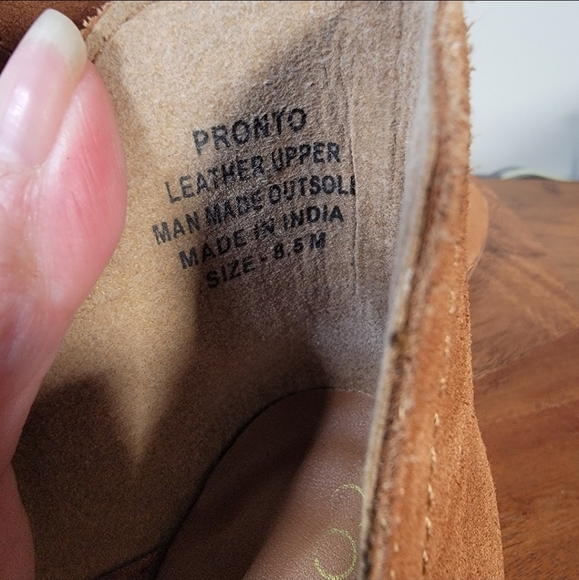 PRONTO
LEATHER UPPER
MAN MADE OUTSOLE
MADE IN INDIA
SIZE - 8.5 M